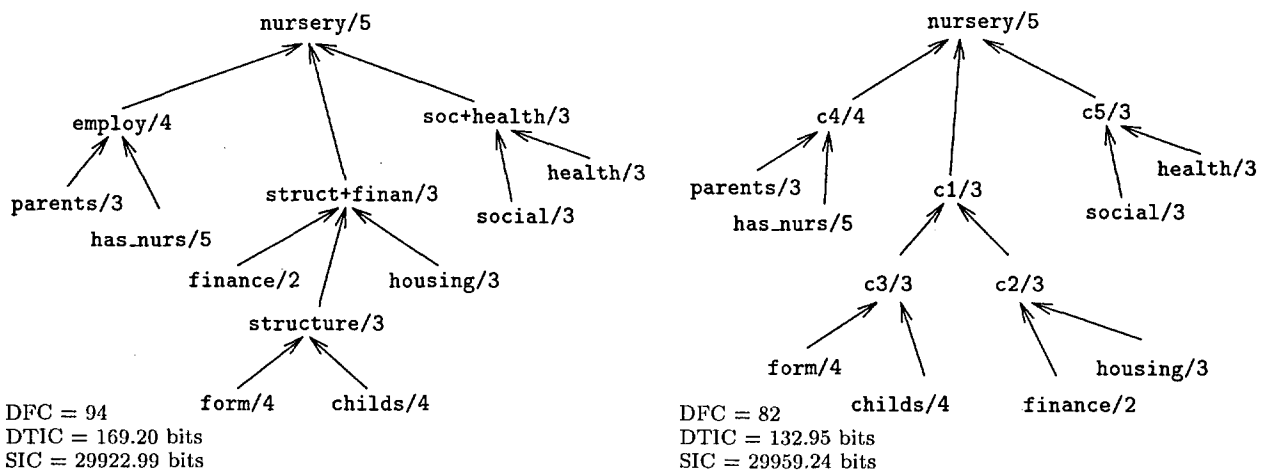 nursery/5
employ/4
soc+health/3
parents/3
has_nurs/5
struct+finan/3
health/3
social/3
finance/2
housing/3
structure/3
form/4
childs/4
DFC = 94
DTIC = 169.20 bits
SIC = 29922.99 bits
nursery/5
c4/4
c5/3
parents/3
has_nurs/5
c1/3
health/3
social/3
c3/3
c2/3
form/4
housing/3
childs/4
finance/2
DFC = 82
DTIC = 132.95 bits
SIC = 29959.24 bits